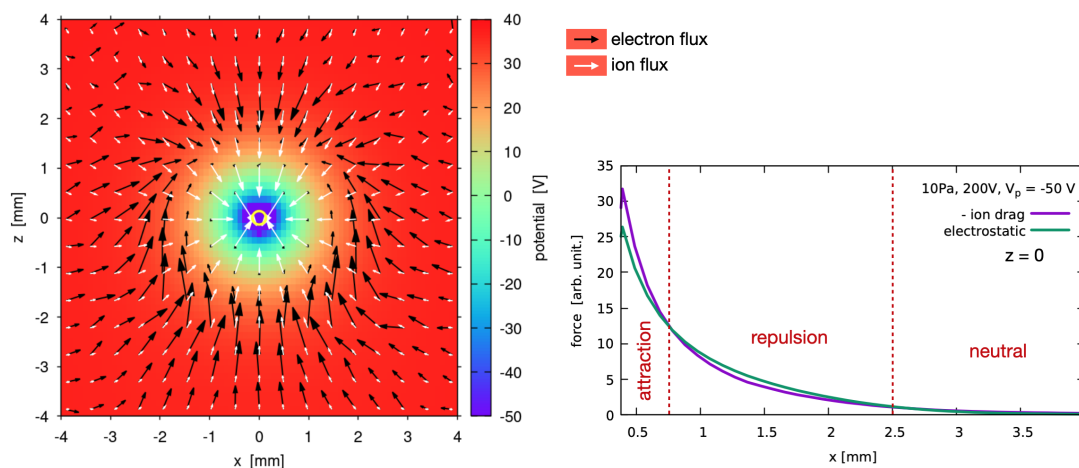 4
3
2
1
0
-1
-2
-3
-4
z [mm]
-4 -3 -2 -1 0 1 2 3 4
x [mm]
40
30
20
10
0
-10
-20
-30
-40
-50
potential [V]
electron flux
ion flux
35
30
25
20
15
10
5
0
force [arb. unit.]
10Pa, 200V, Vₚ = -50 V
- ion drag
electrostatic
z = 0
attraction
repulsion
neutral
0.5 1 1.5 2 2.5 3 3.5
x [mm]